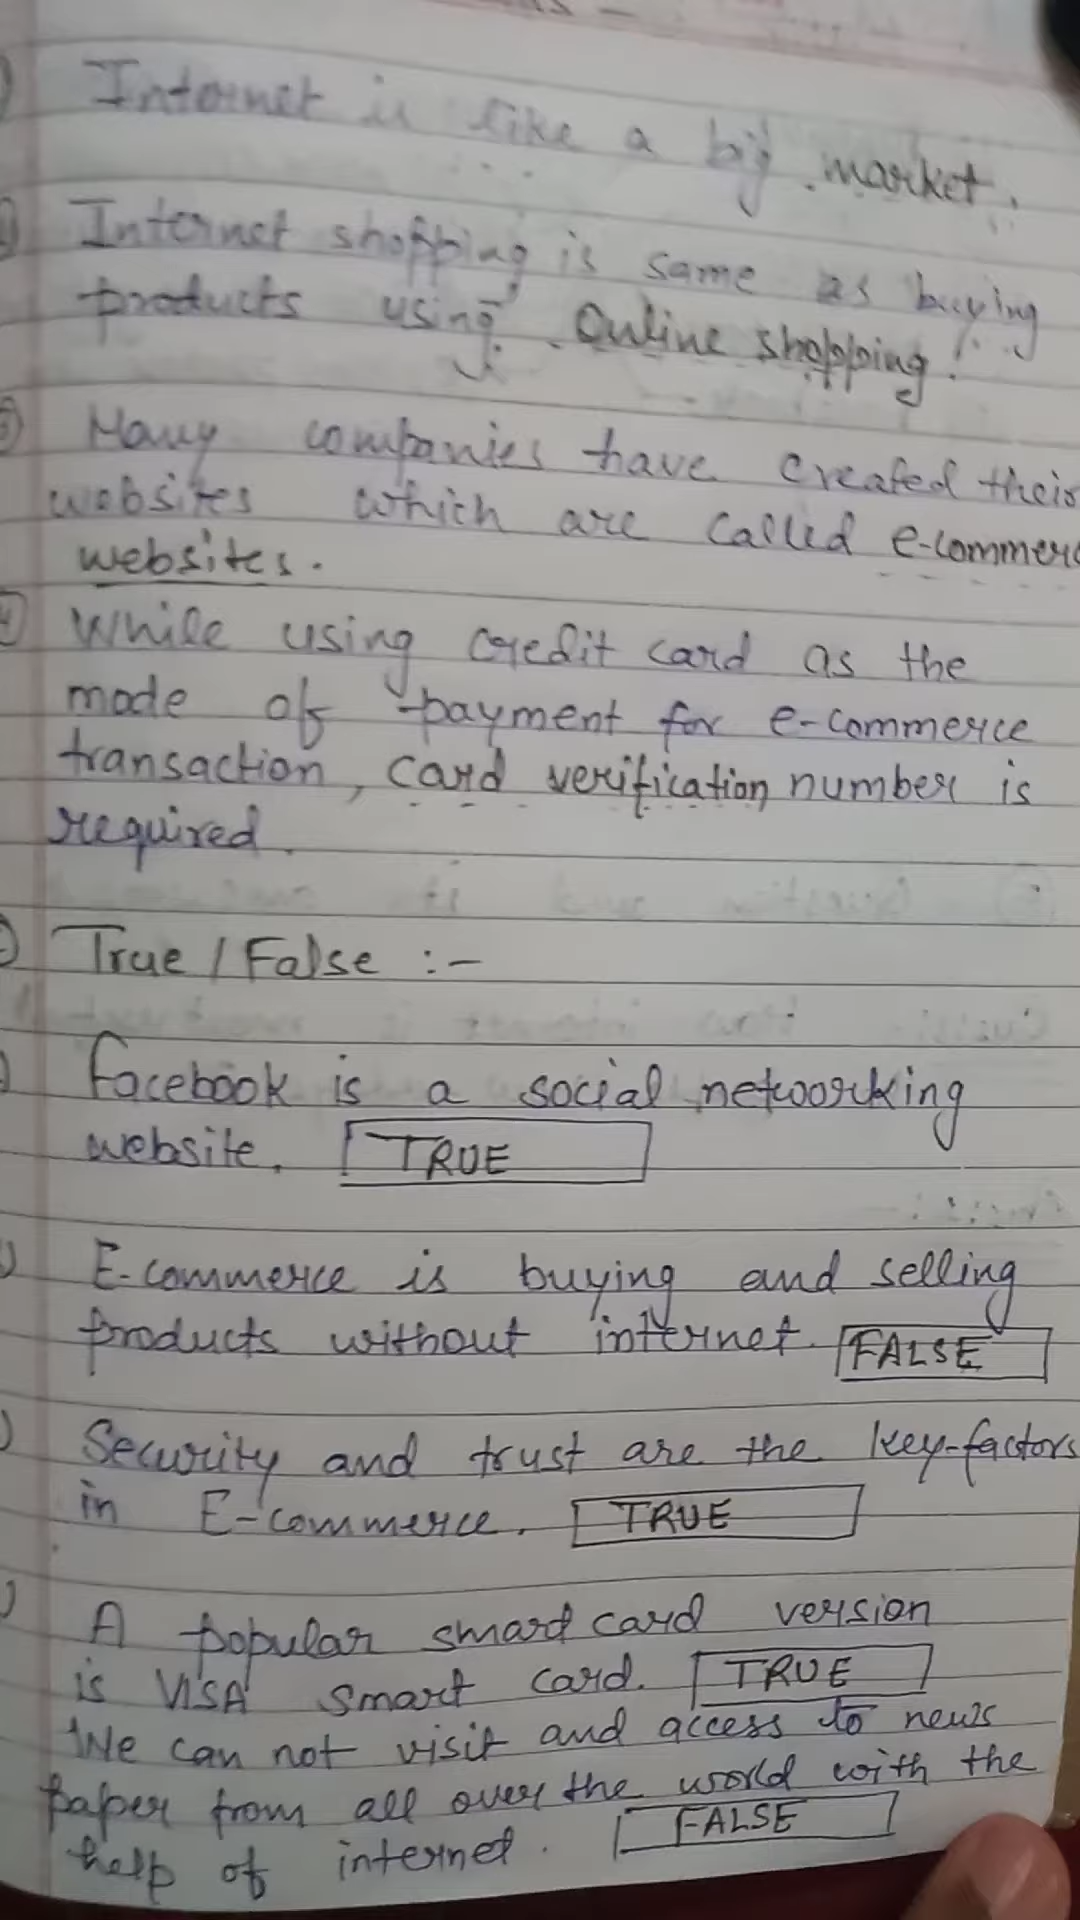 Internet is like a big market.
Internet shopping is same as buying
products using Online shopping.
③ Many companies have created their
websites which are called e-commerc
websites.
④ While using credit card as the
mode of payment for e-commerce
transaction, card verification number is
required.
True / False :-
Facebook is a social networking
website. TRUE
E-commerce is buying and selling
products without internet. FALSE
Security and trust are the key-factors
in E-commerce. TRUE
A popular smart card version
is VISA smart card. TRUE
We can not visit and access to news
paper from all over the world with the
help of internet. FALSE